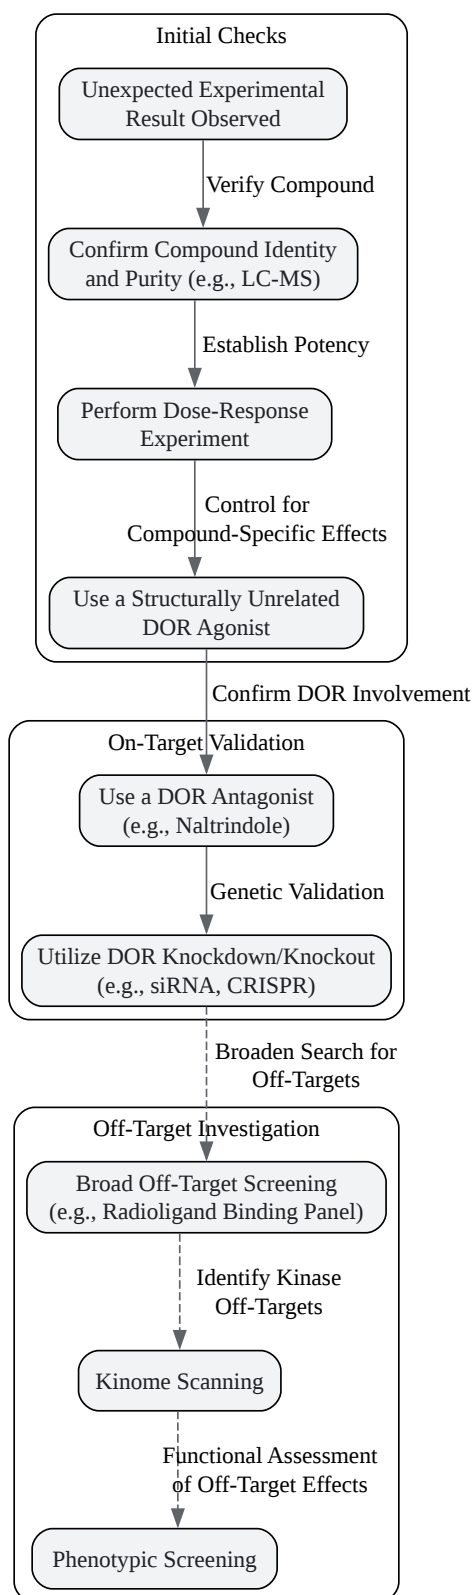 Initial Checks
Unexpected Experimental
Result Observed
Verify Compound
Confirm Compound Identity
and Purity (e.g., LC-MS)
Establish Potency
Perform Dose-Response
Experiment
Control for
Compound-Specific Effects
Use a Structurally Unrelated
DOR Agonist
Confirm DOR Involvement
On-Target Validation
Use a DOR Antagonist
(e.g., Naltrindole)
Genetic Validation
Utilize DOR Knockdown/Knockout
(e.g., siRNA, CRISPR)
Broaden Search for
Off-Targets
Off-Target Investigation
Broad Off-Target Screening
(e.g., Radioligand Binding Panel)
Identify Kinase
Off-Targets
Kinome Scanning
Functional Assessment
of Off-Target Effects
Phenotypic Screening